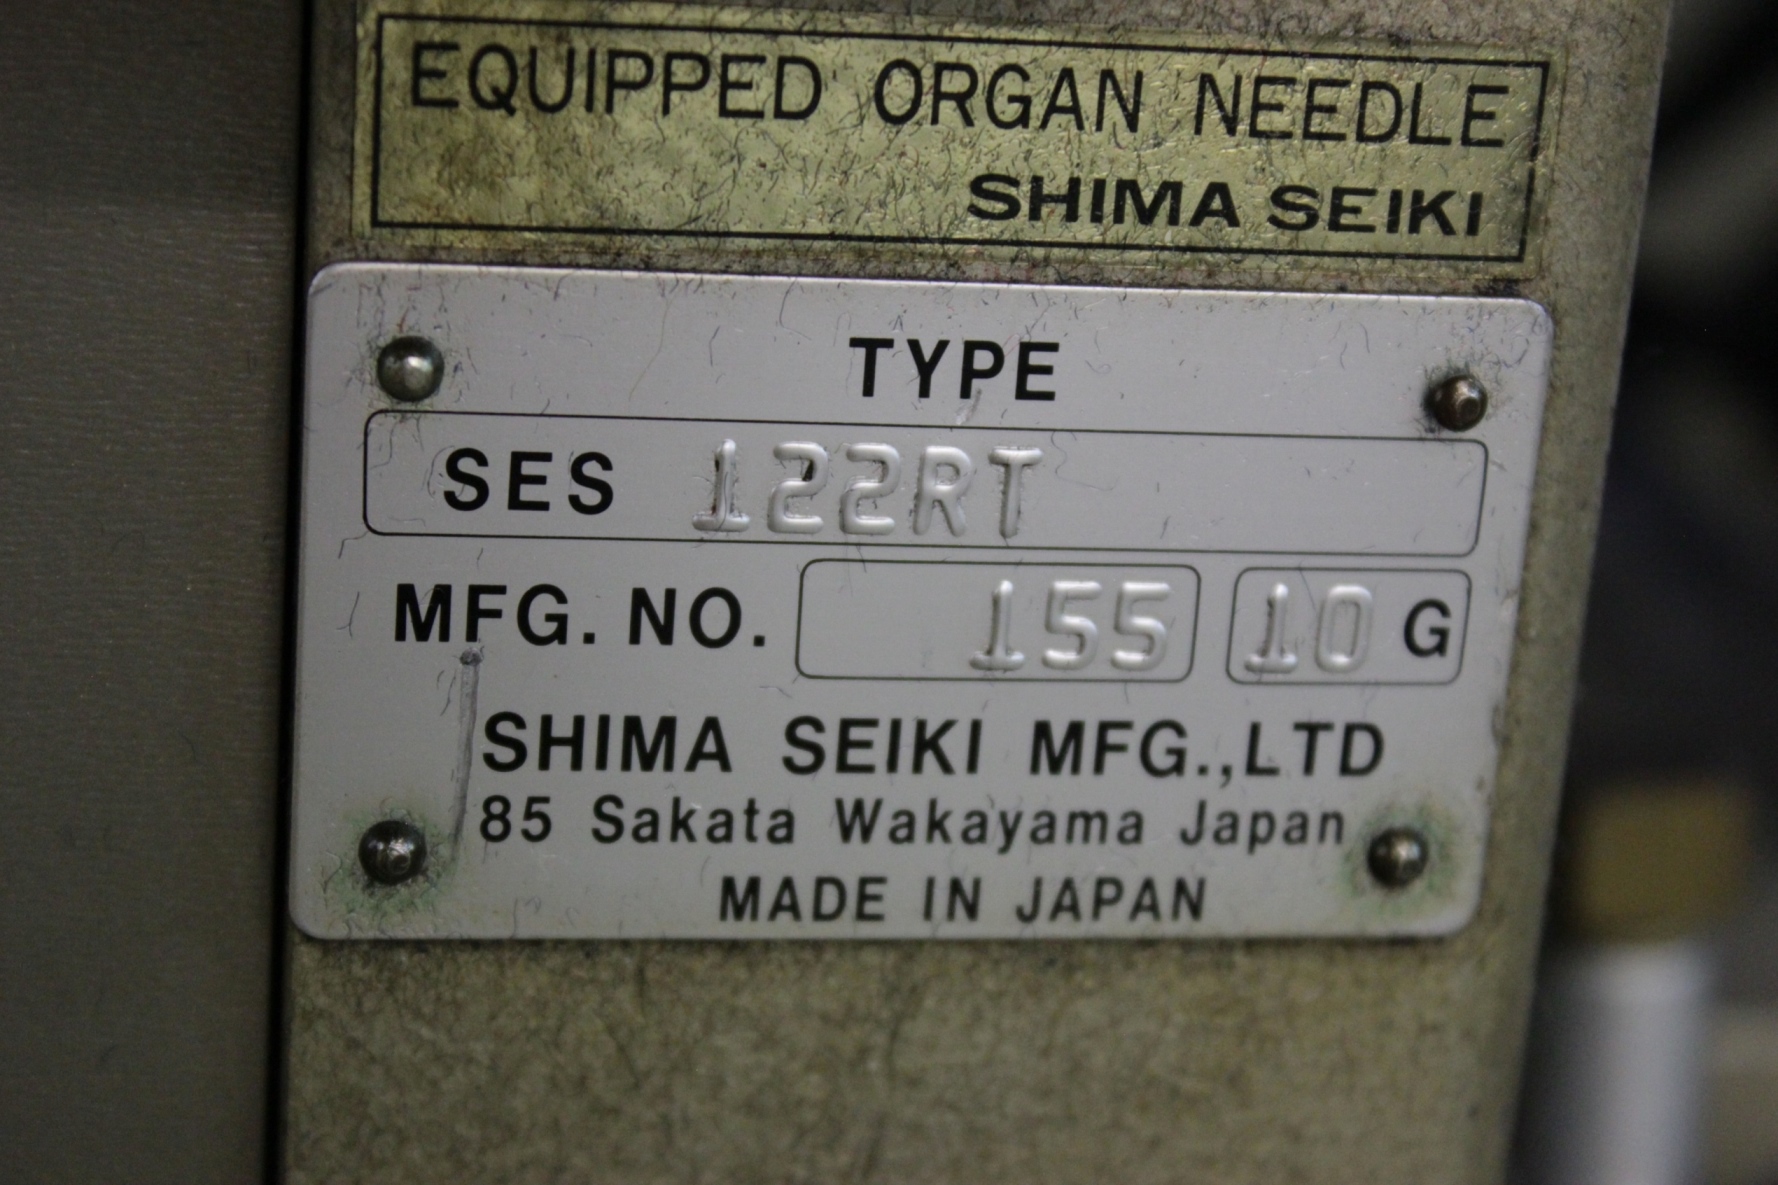 EQUIPPED ORGAN NEEDLE
SHIMA SEIKI
TYPE
SES 122RT
MFG. NO. 155 10 G
SHIMA SEIKI MFG.,LTD
85 Sakata Wakayama Japan
MADE IN JAPAN